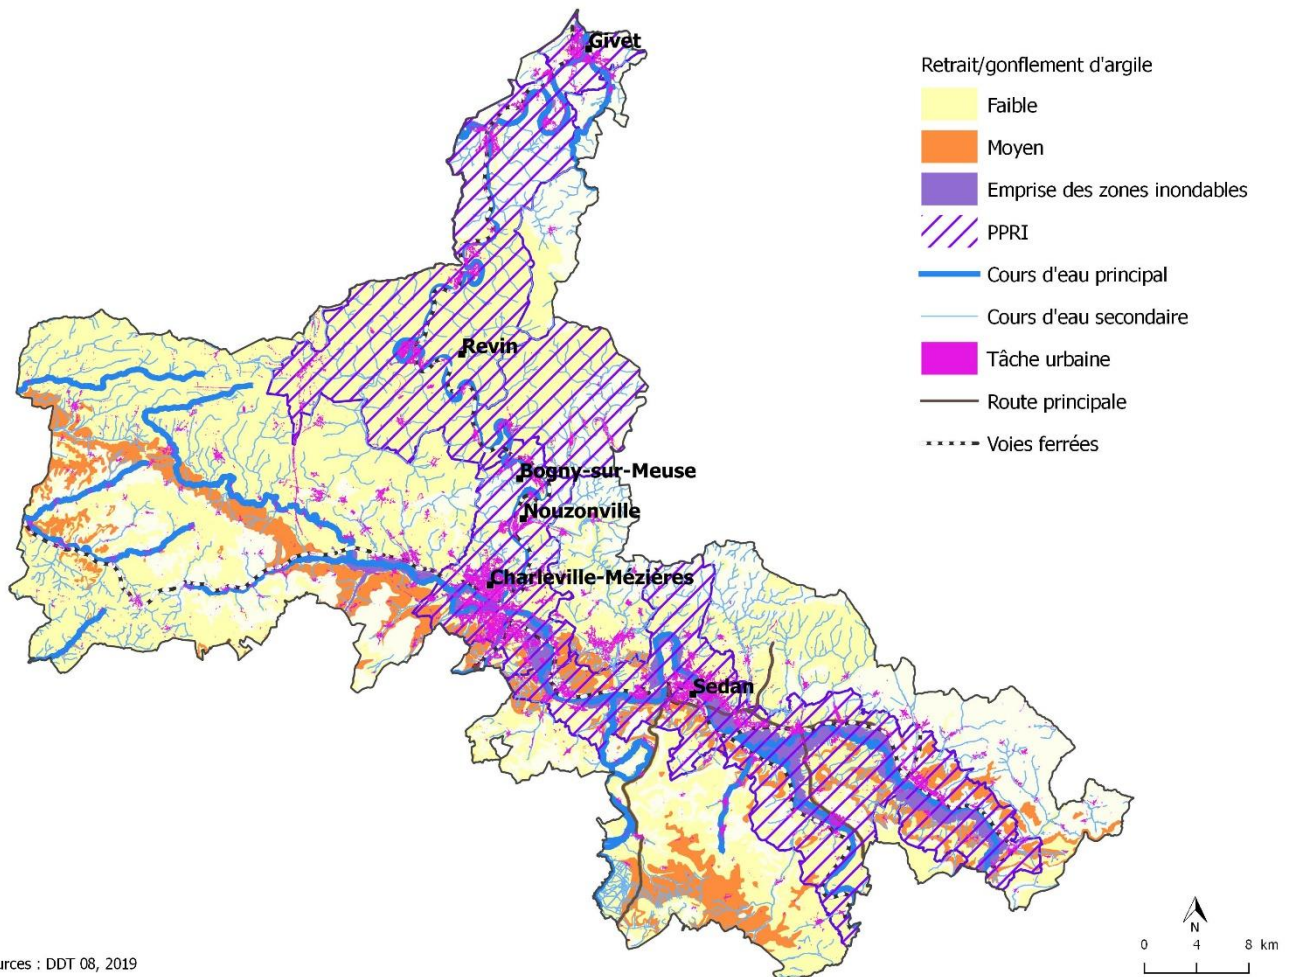 Givet
Revin
Bogny-sur-Meuse
Nouzonville
Charleville-Mézières
Sedan
Retrait/gonflement d'argile
Faible
Moyen
Emprise des zones inondables
PPRI
Cours d'eau principal
Cours d'eau secondaire
Tâche urbaine
Route principale
Voies ferrées
N
0 4 8 km
urces : DDT 08, 2019